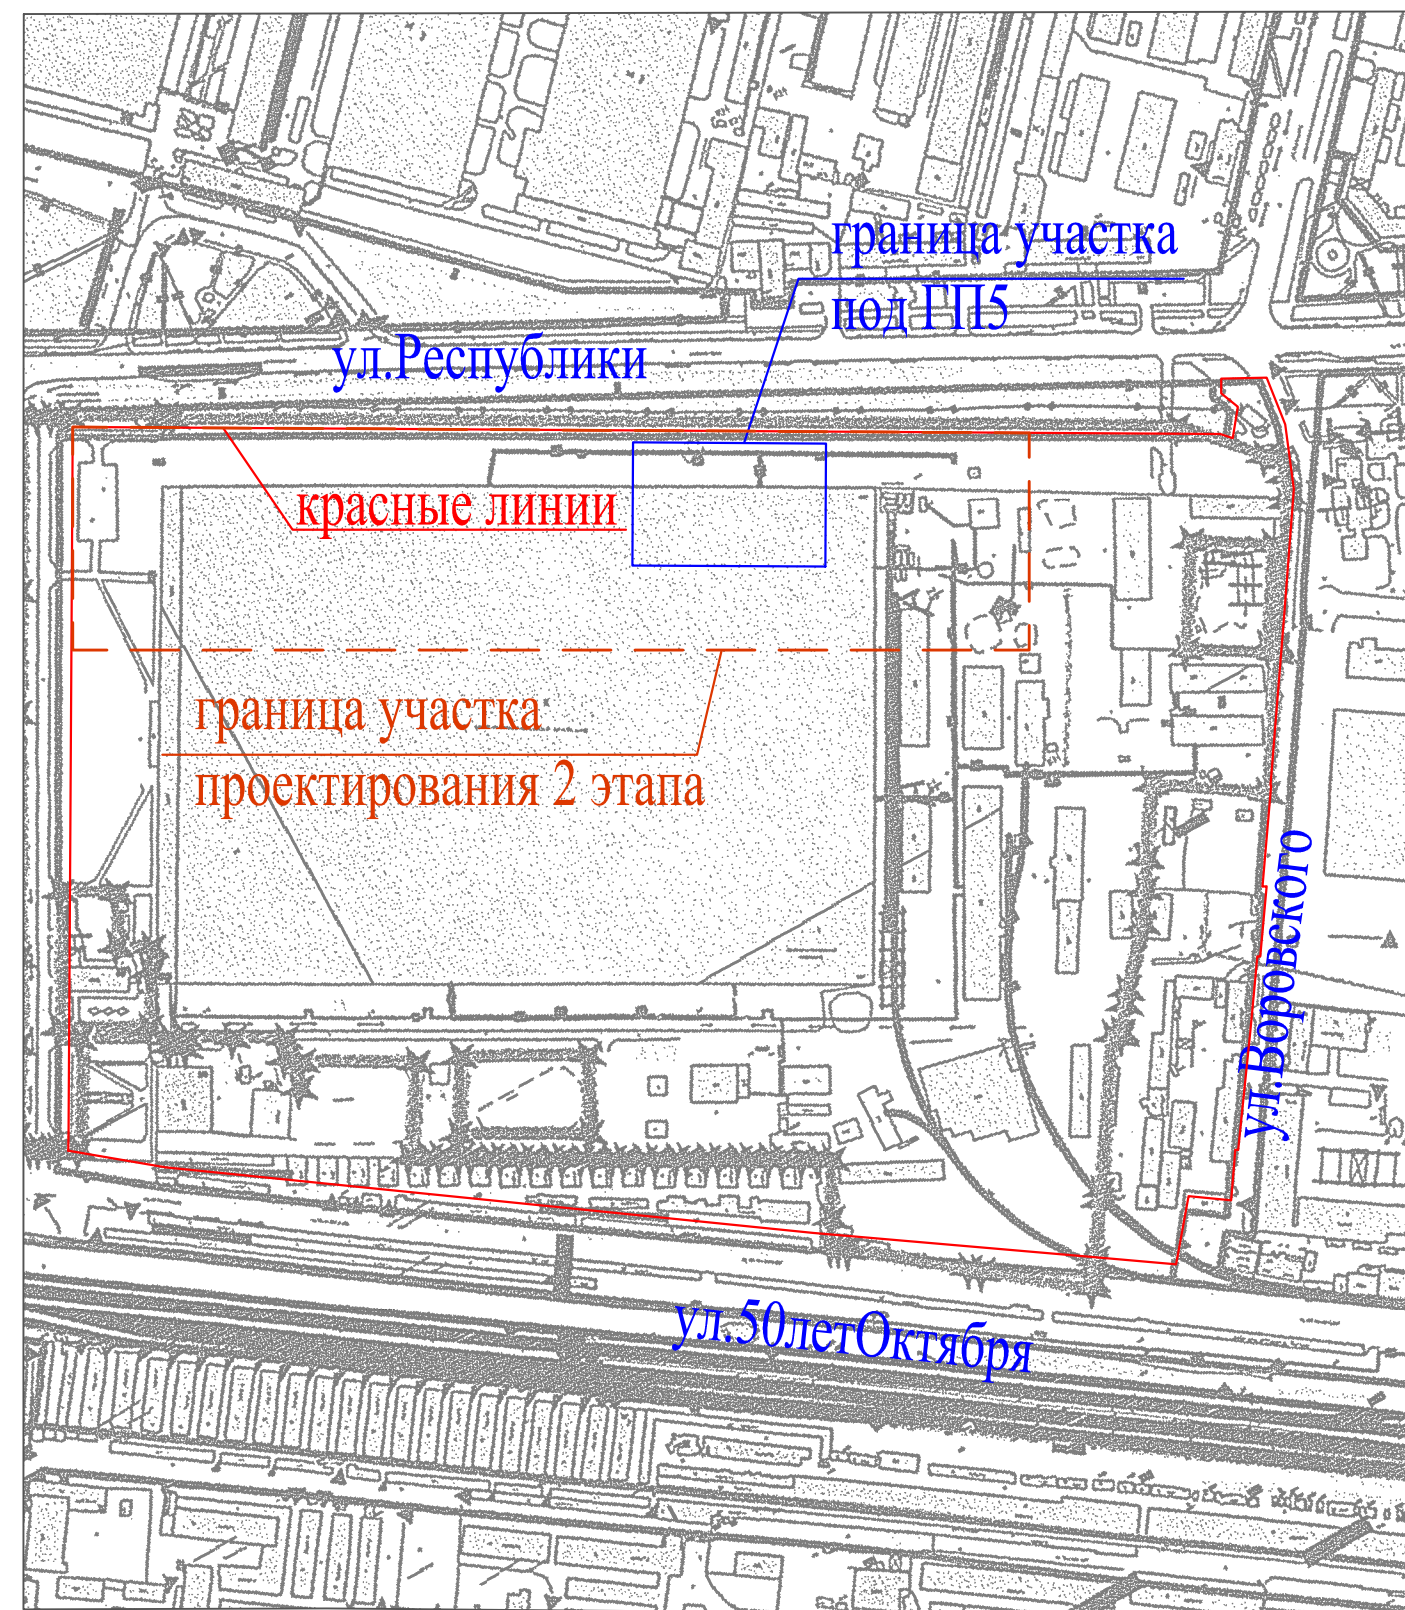 граница участка
под ГП5
ул.Республики
красные линии
граница участка
проектирования 2 этапа
ул.Воровского
ул.50летОктября